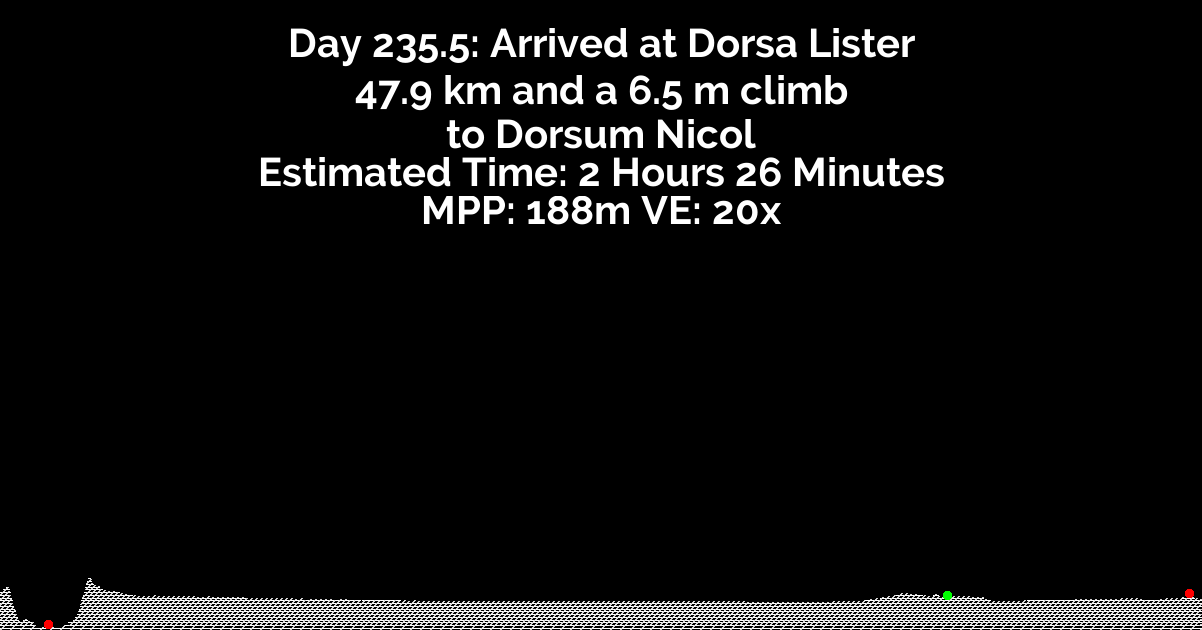 Day 235.5: Arrived at Dorsa Lister
47.9 km and a 6.5 m climb
to Dorsum Nicol
Estimated Time: 2 Hours 26 Minutes
MPP: 188m VE: 20x